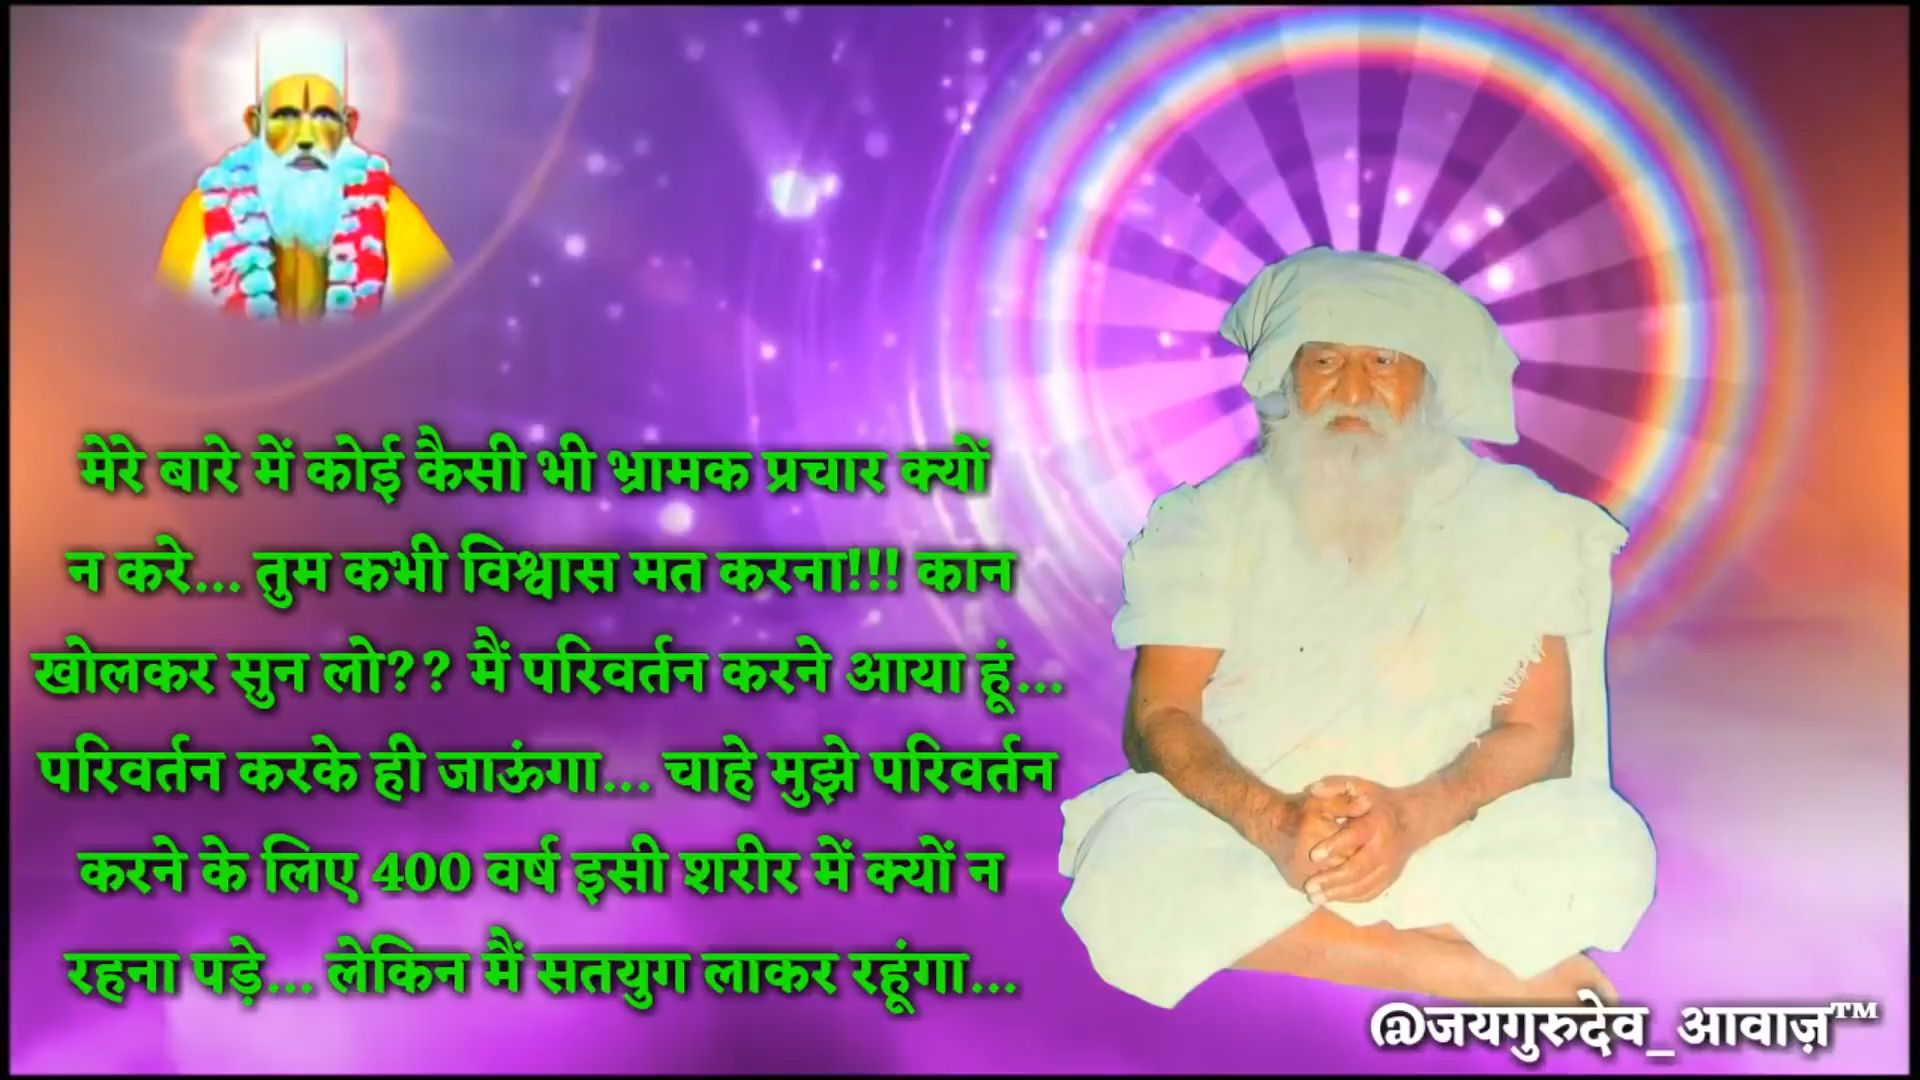 मेरे बारे में कोई कैसी भी भ्रामक प्रचार क्यों
न करे... तुम कभी विश्वास मत करना!!! कान
खोलकर सुन लो?? मैं परिवर्तन करने आया हूं...
परिवर्तन करके ही जाऊंगा... चाहे मुझे परिवर्तन
करने के लिए 400 वर्ष इसी शरीर में क्यों न
रहना पड़े... लेकिन मैं सतयुग लाकर रहूंगा...
@जयगुरुदेव_आवाज़™